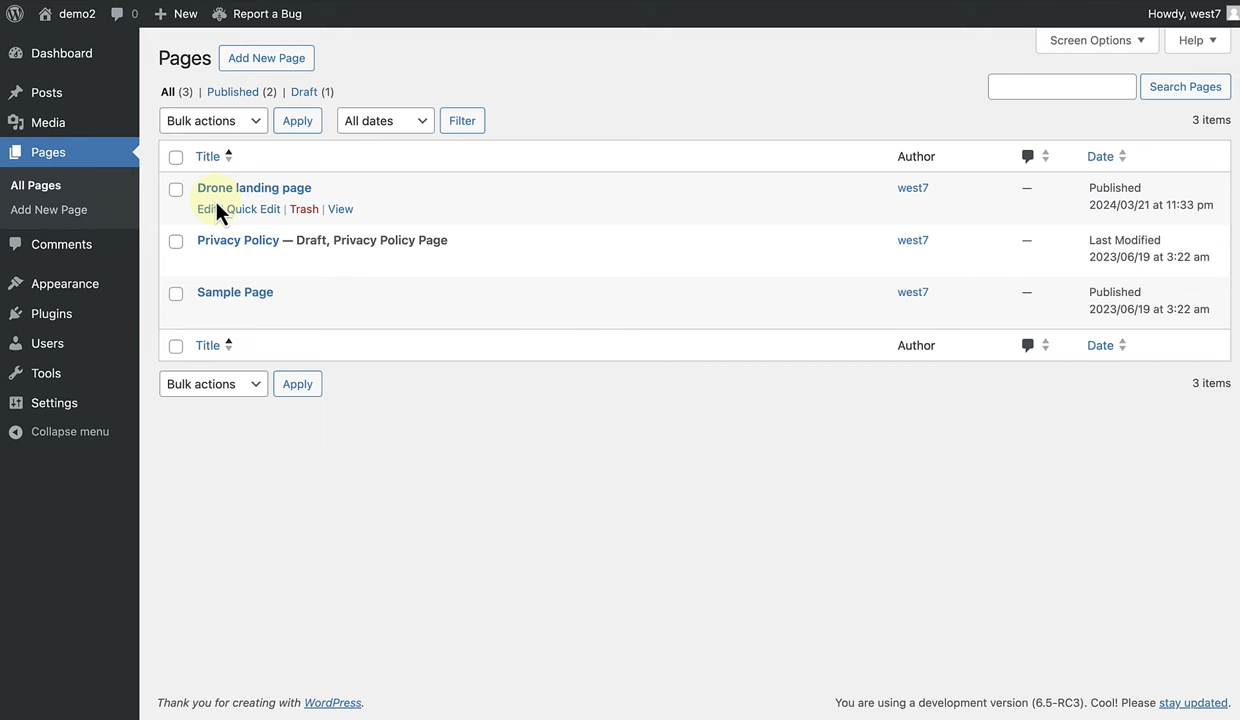 demo2 0 New Report a Bug Howdy, west7
Screen Options Help
Dashboard
Posts
Media
Pages
All Pages
Add New Page
Comments
Appearance
Plugins
Users
Tools
Settings
Collapse menu
Pages Add New Page
All (3) | Published (2) | Draft (1)
Search Pages
Bulk actions Apply All dates Filter 3 items
Title Author Date
Drone landing page west7 — Published
Edit Quick Edit | Trash | View 2024/03/21 at 11:33 pm
Privacy Policy — Draft, Privacy Policy Page west7 — Last Modified
2023/06/19 at 3:22 am
Sample Page west7 — Published
2023/06/19 at 3:22 am
Title Author Date
Bulk actions Apply 3 items
Thank you for creating with WordPress. You are using a development version (6.5-RC3). Cool! Please stay updated.